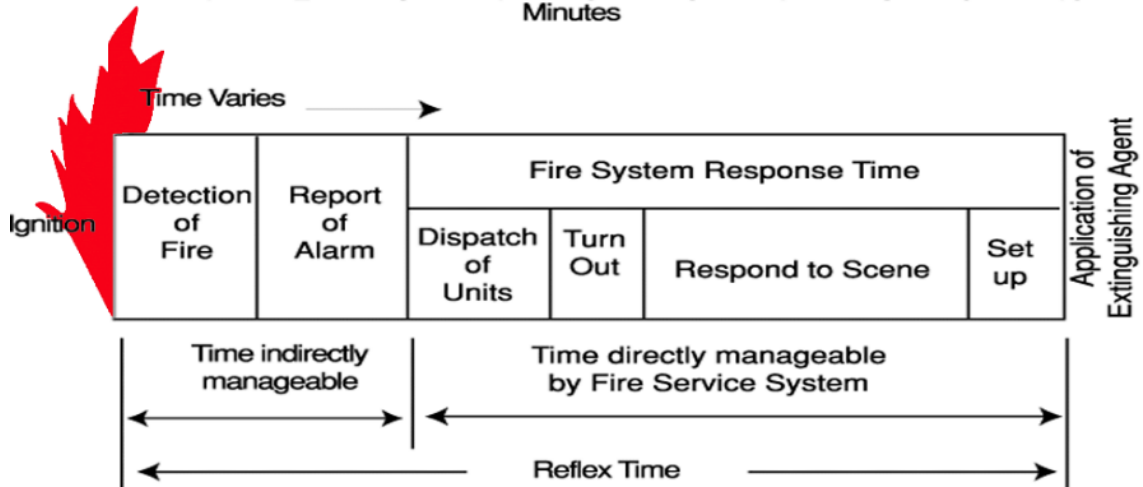 Minutes
Time Varies
Ignition
Detection
of
Fire
Report
of
Alarm
Fire System Response Time
Dispatch
of
Units
Turn
Out
Respond to Scene
Set
up
Application of
Extinguishing Agent
Time indirectly
manageable
Time directly manageable
by Fire Service System
Reflex Time